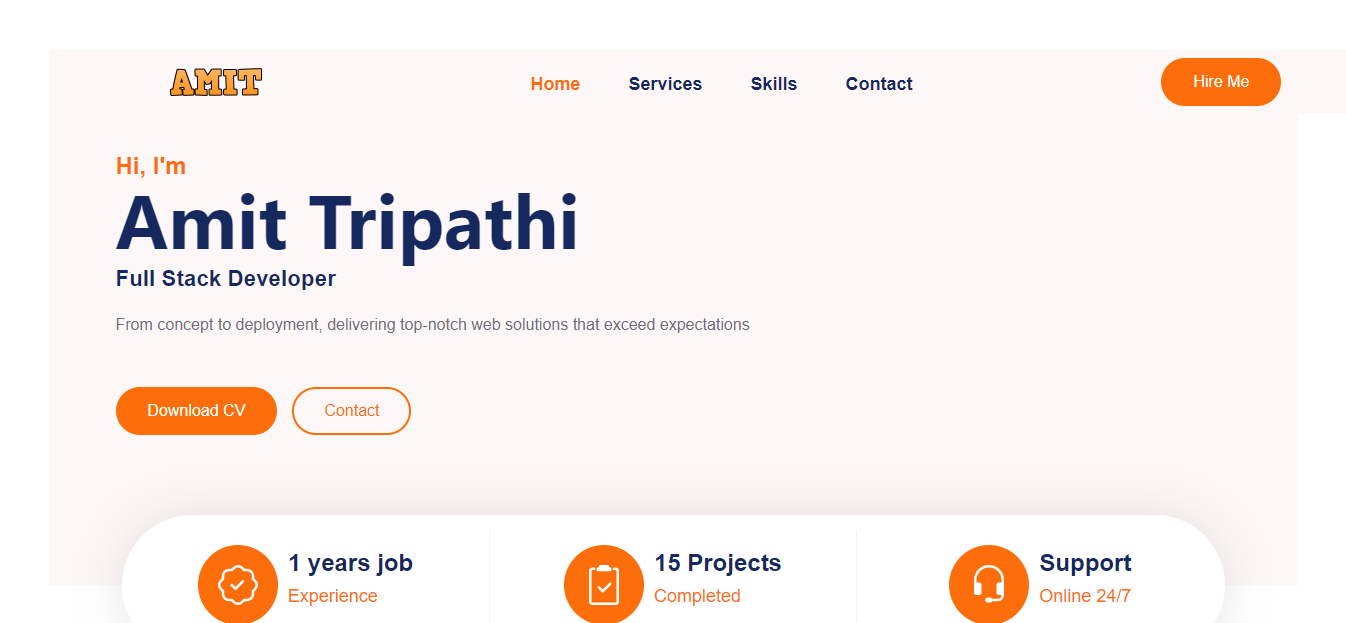 AMIT Home Services Skills Contact Hire Me
Hi, I'm
Amit Tripathi
Full Stack Developer
From concept to deployment, delivering top-notch web solutions that exceed expectations
Download CV Contact
1 years job 15 Projects Support
Experience Completed Online 24/7